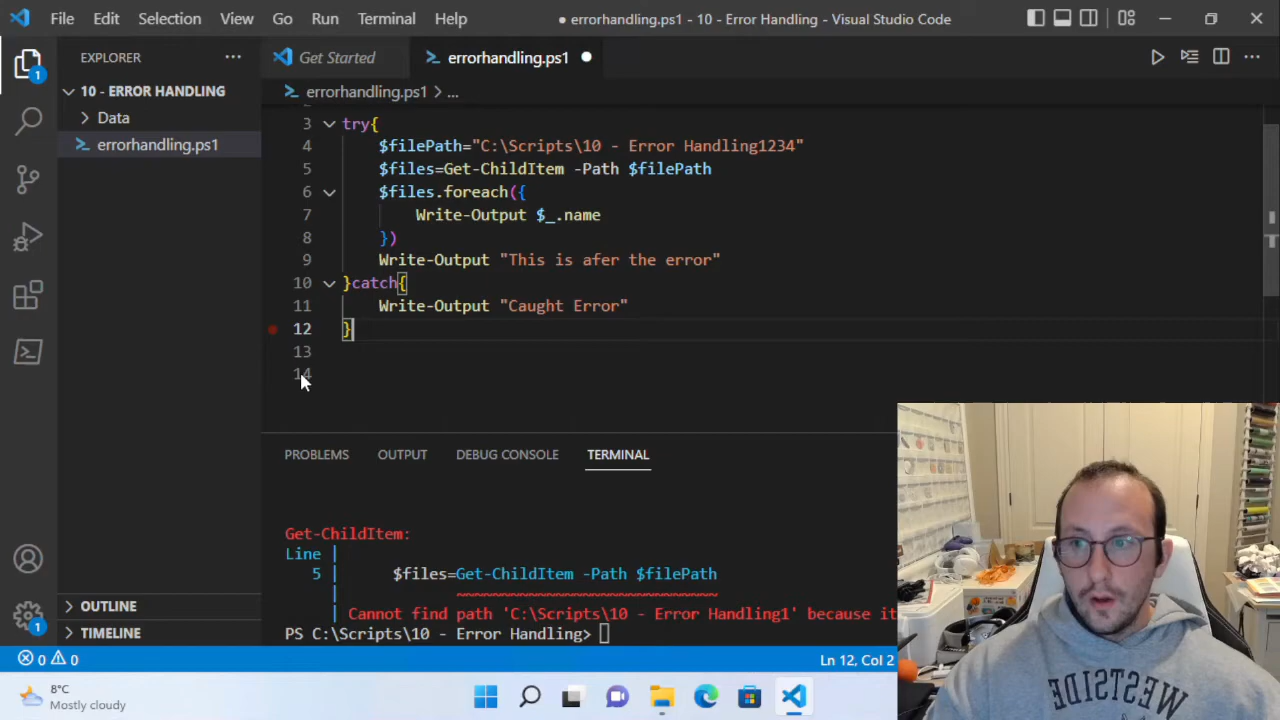 File Edit Selection View Go Run Terminal Help
● errorhandling.ps1 - 10 - Error Handling - Visual Studio Code
EXPLORER ···
Get Started
errorhandling.ps1 ●
10 - ERROR HANDLING
errorhandling.ps1 > ...
Data
errorhandling.ps1
3 try{
4 $filePath="C:\Scripts\10 - Error Handling1234"
5 $files=Get-ChildItem -Path $filePath
6 $files.foreach({
7 Write-Output $_.name
8 })
9 Write-Output "This is afer the error"
10 }catch{
11 Write-Output "Caught Error"
12 }
13
14
PROBLEMS OUTPUT DEBUG CONSOLE TERMINAL
Get-ChildItem:
Line |
5 | $files=Get-ChildItem -Path $filePath
| ~~~~~~~~~~~~~~~~~~~~~~~~~~~~~
| Cannot find path 'C:\Scripts\10 - Error Handling1' because it
PS C:\Scripts\10 - Error Handling>
OUTLINE
TIMELINE
1
1
0 0
Ln 12, Col 2
8°C
Mostly cloudy
WESTSIDE